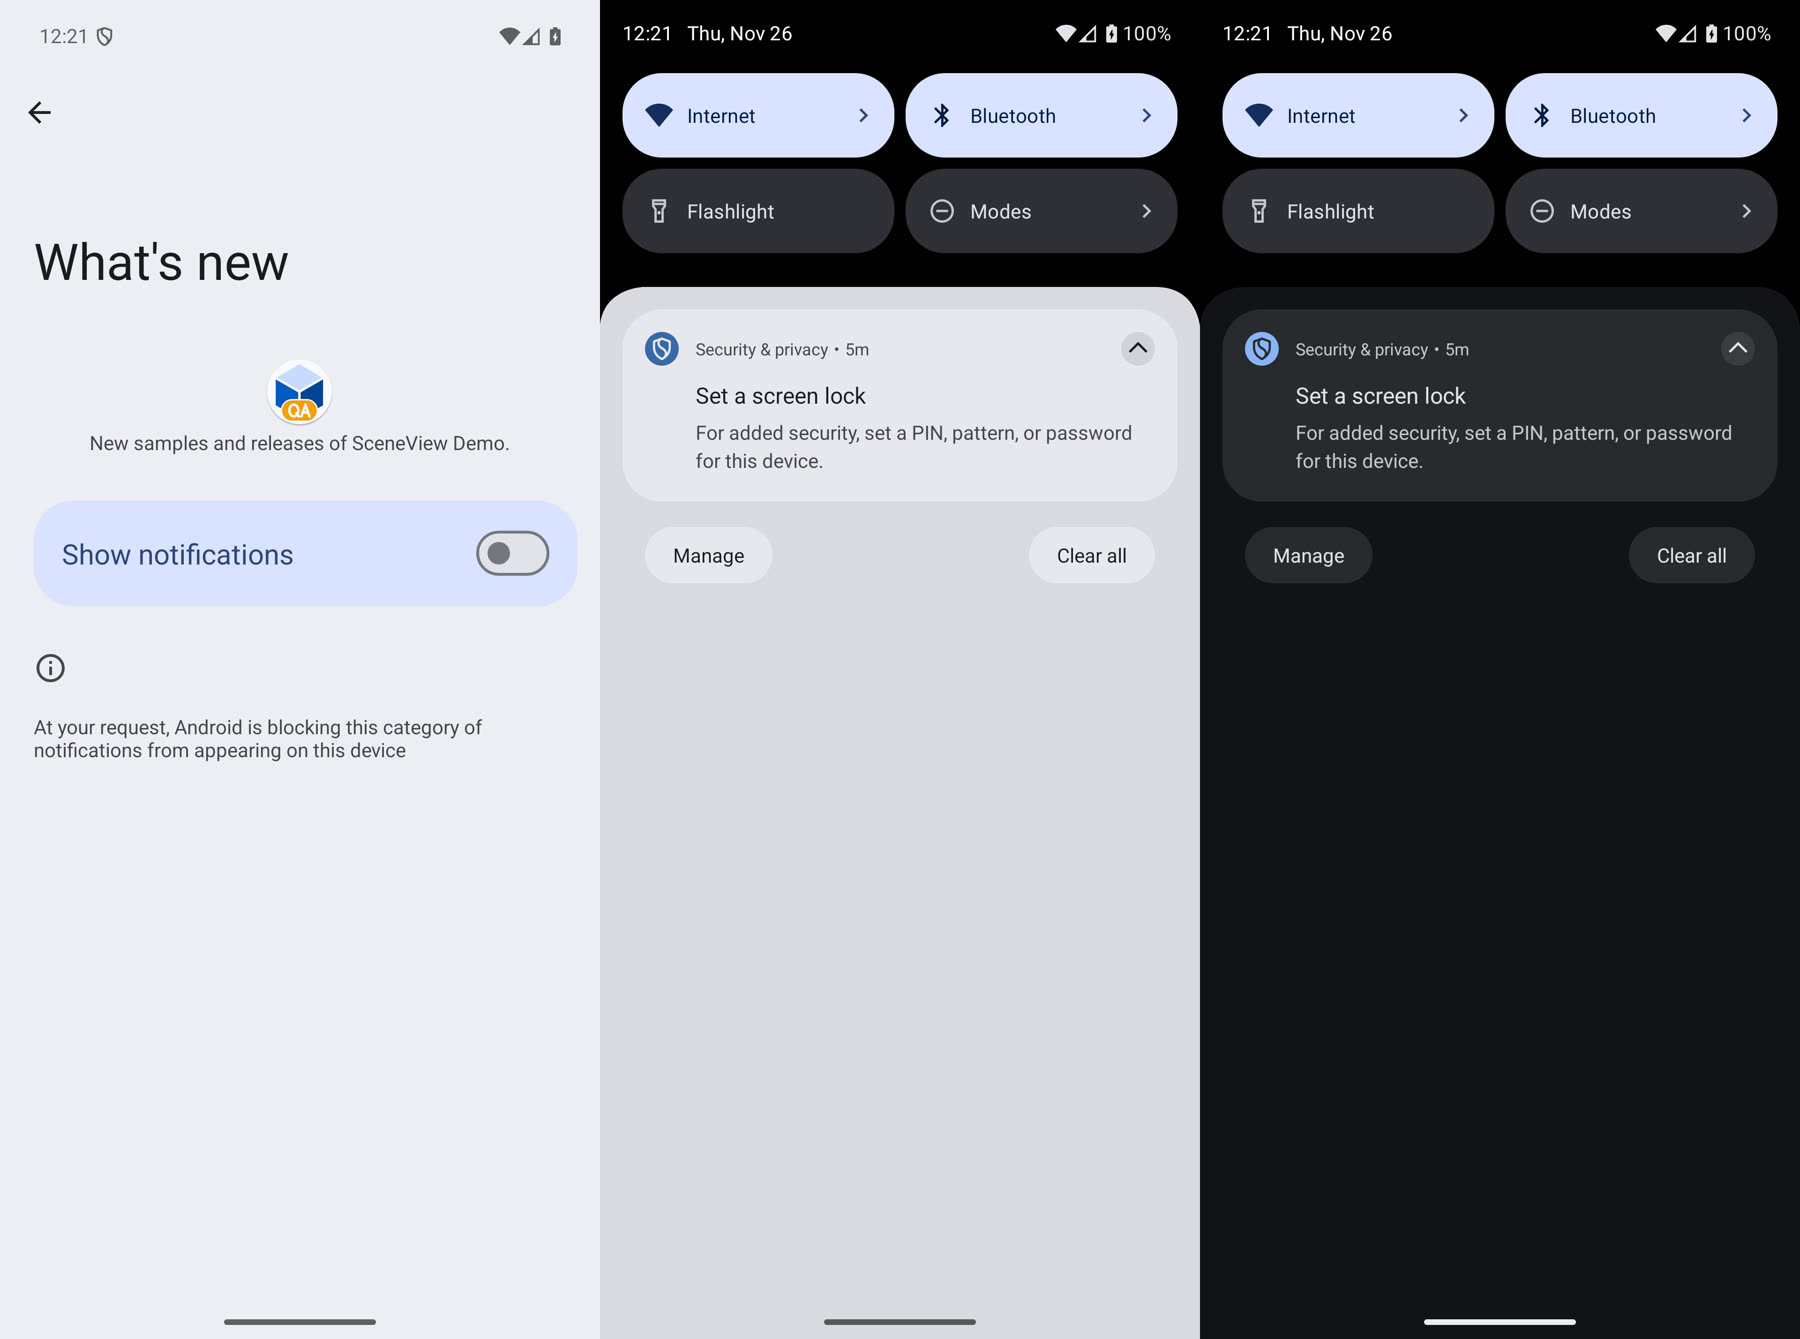 12:21
What's new
QA
New samples and releases of SceneView Demo.
Show notifications
At your request, Android is blocking this category of
notifications from appearing on this device
12:21 Thu, Nov 26 100%
Internet
Bluetooth
Flashlight
Modes
Security & privacy • 5m
Set a screen lock
For added security, set a PIN, pattern, or password
for this device.
Manage
Clear all
12:21 Thu, Nov 26 100%
Internet
Bluetooth
Flashlight
Modes
Security & privacy • 5m
Set a screen lock
For added security, set a PIN, pattern, or password
for this device.
Manage
Clear all